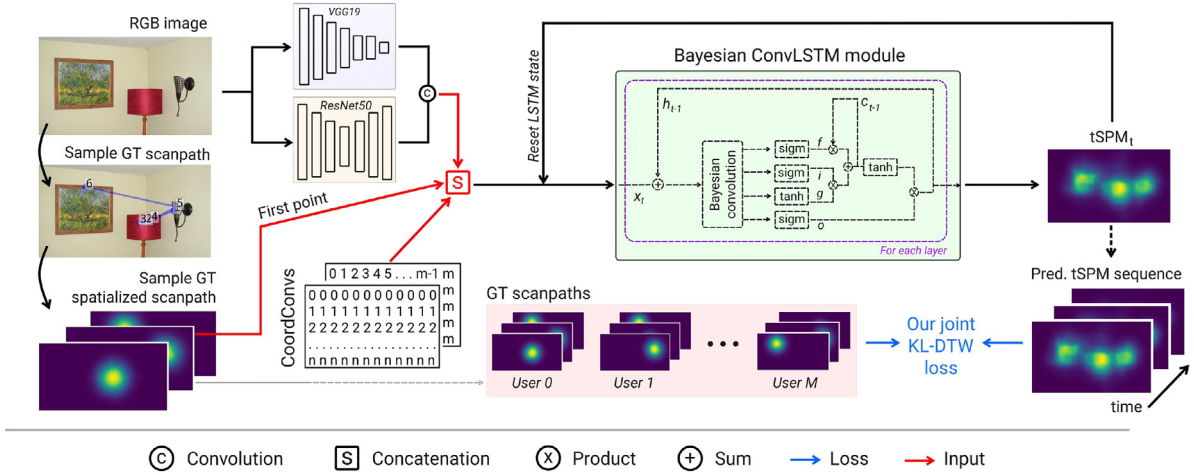 RGB image
VGG19
ResNet50
C
Sample GT scanpath
6
5
324
First point
S
Sample GT
spatialized scanpath
CoordConvs
0 1 2 3 4 5 . . . m-1 m
m
m
m
m
0 0 0 0 0 0 0 0 0 0 0 0
1 1 1 1 1 1 1 1 1 1 1 1
2 2 2 2 2 2 2 2 2 2 2 2
. . . . . . . . . . . . . . . . .
n n n n n n n n n n n
Reset LSTM state
Bayesian ConvLSTM module
h t-1
c t-1
x t
+
Bayesian
convolution
sigm
f
sigm
i
tanh
g
sigm
o
x
x
+
tanh
x
For each layer
tSPM t
Pred. tSPM sequence
time
GT scanpaths
User 0
User 1
• • •
User M
Our joint
KL-DTW
loss
C Convolution
S Concatenation
X Product
+ Sum
Loss
Input